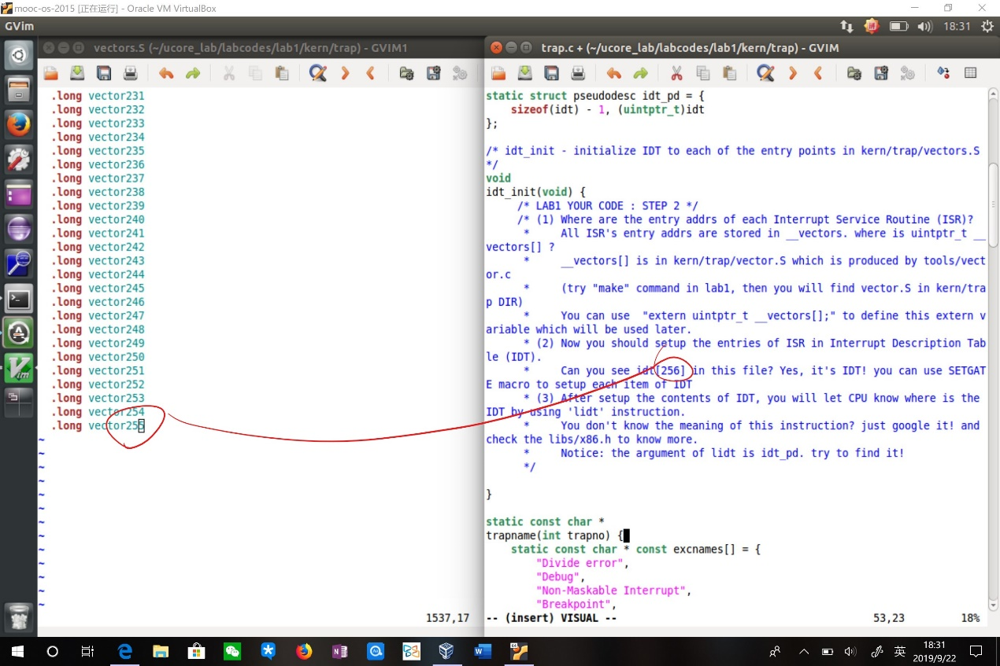 mooc-os-2015 [正在运行] - Oracle VM VirtualBox
GVim
18:31
vectors.S (~/ucore_lab/labcodes/lab1/kern/trap) - GVIM1
trap.c + (~/ucore_lab/labcodes/lab1/kern/trap) - GVIM
.long vector231
.long vector232
.long vector233
.long vector234
.long vector235
.long vector236
.long vector237
.long vector238
.long vector239
.long vector240
.long vector241
.long vector242
.long vector243
.long vector244
.long vector245
.long vector246
.long vector247
.long vector248
.long vector249
.long vector250
.long vector251
.long vector252
.long vector253
.long vector254
.long vector255
~
~
~
~
~
~
~
~
~
~
~
~
~
1537,17
static struct pseudodesc idt_pd = {
sizeof(idt) - 1, (uintptr_t)idt
};
/* idt_init - initialize IDT to each of the entry points in kern/trap/vectors.S
*/
void
idt_init(void) {
/* LAB1 YOUR CODE : STEP 2 */
/* (1) Where are the entry addrs of each Interrupt Service Routine (ISR)?
* All ISR's entry addrs are stored in __vectors. where is uintptr_t __
vectors[] ?
* __vectors[] is in kern/trap/vector.S which is produced by tools/vect
or.c
* (try "make" command in lab1, then you will find vector.S in kern/tra
p DIR)
* You can use "extern uintptr_t __vectors[];" to define this extern v
ariable which will be used later.
* (2) Now you should setup the entries of ISR in Interrupt Description Tab
le (IDT).
* Can you see idt[256] in this file? Yes, it's IDT! you can use SETGAT
E macro to setup each item of IDT
* (3) After setup the contents of IDT, you will let CPU know where is the
IDT by using 'lidt' instruction.
* You don't know the meaning of this instruction? just google it! and
check the libs/x86.h to know more.
* Notice: the argument of lidt is idt_pd. try to find it!
*/
}
static const char *
trapname(int trapno) {
static const char * const excnames[] = {
"Divide error",
"Debug",
"Non-Maskable Interrupt",
"Breakpoint",
-- (insert) VISUAL --
53,23
18%
英
18:31
2019/9/22